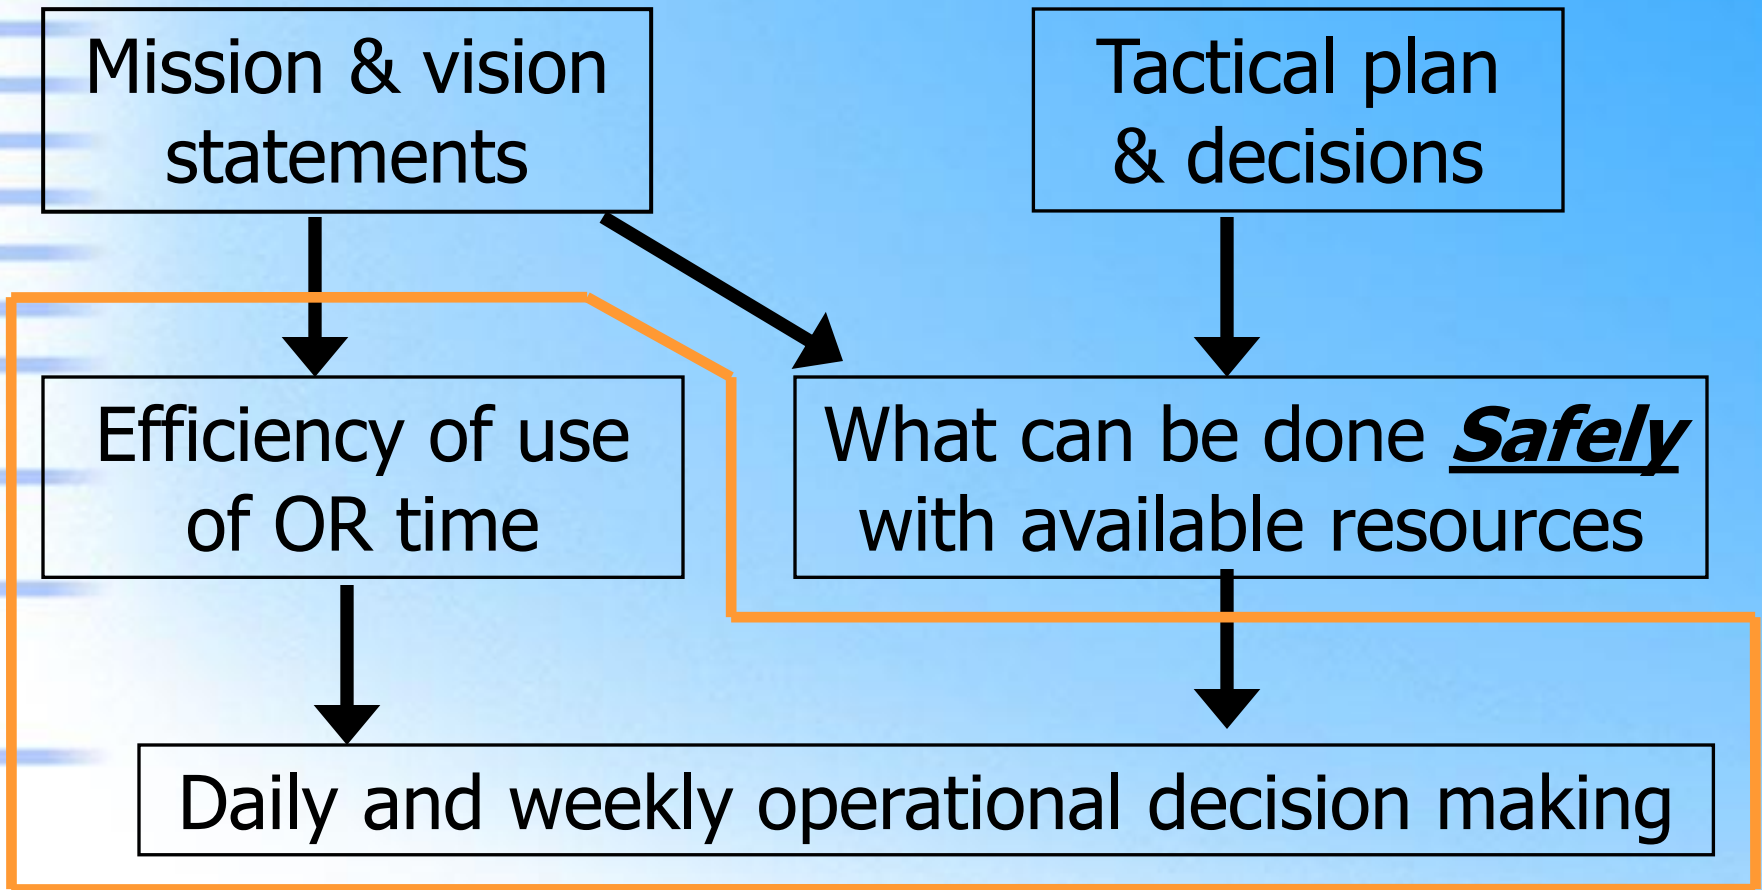 Mission & vision
statements
Tactical plan
& decisions
Efficiency of use
of OR time
What can be done Safely
with available resources
Daily and weekly operational decision making